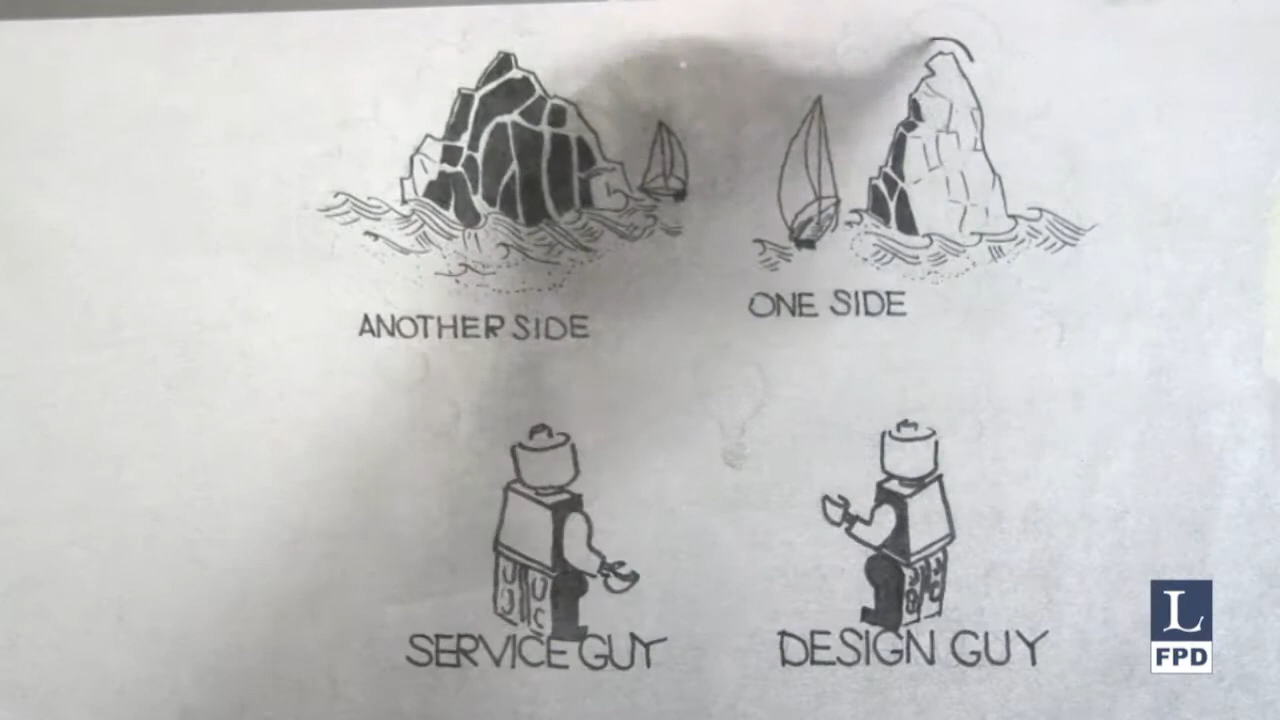 ANOTHER SIDE
ONE SIDE
SERVICE GUY
DESIGN GUY
L
FPD